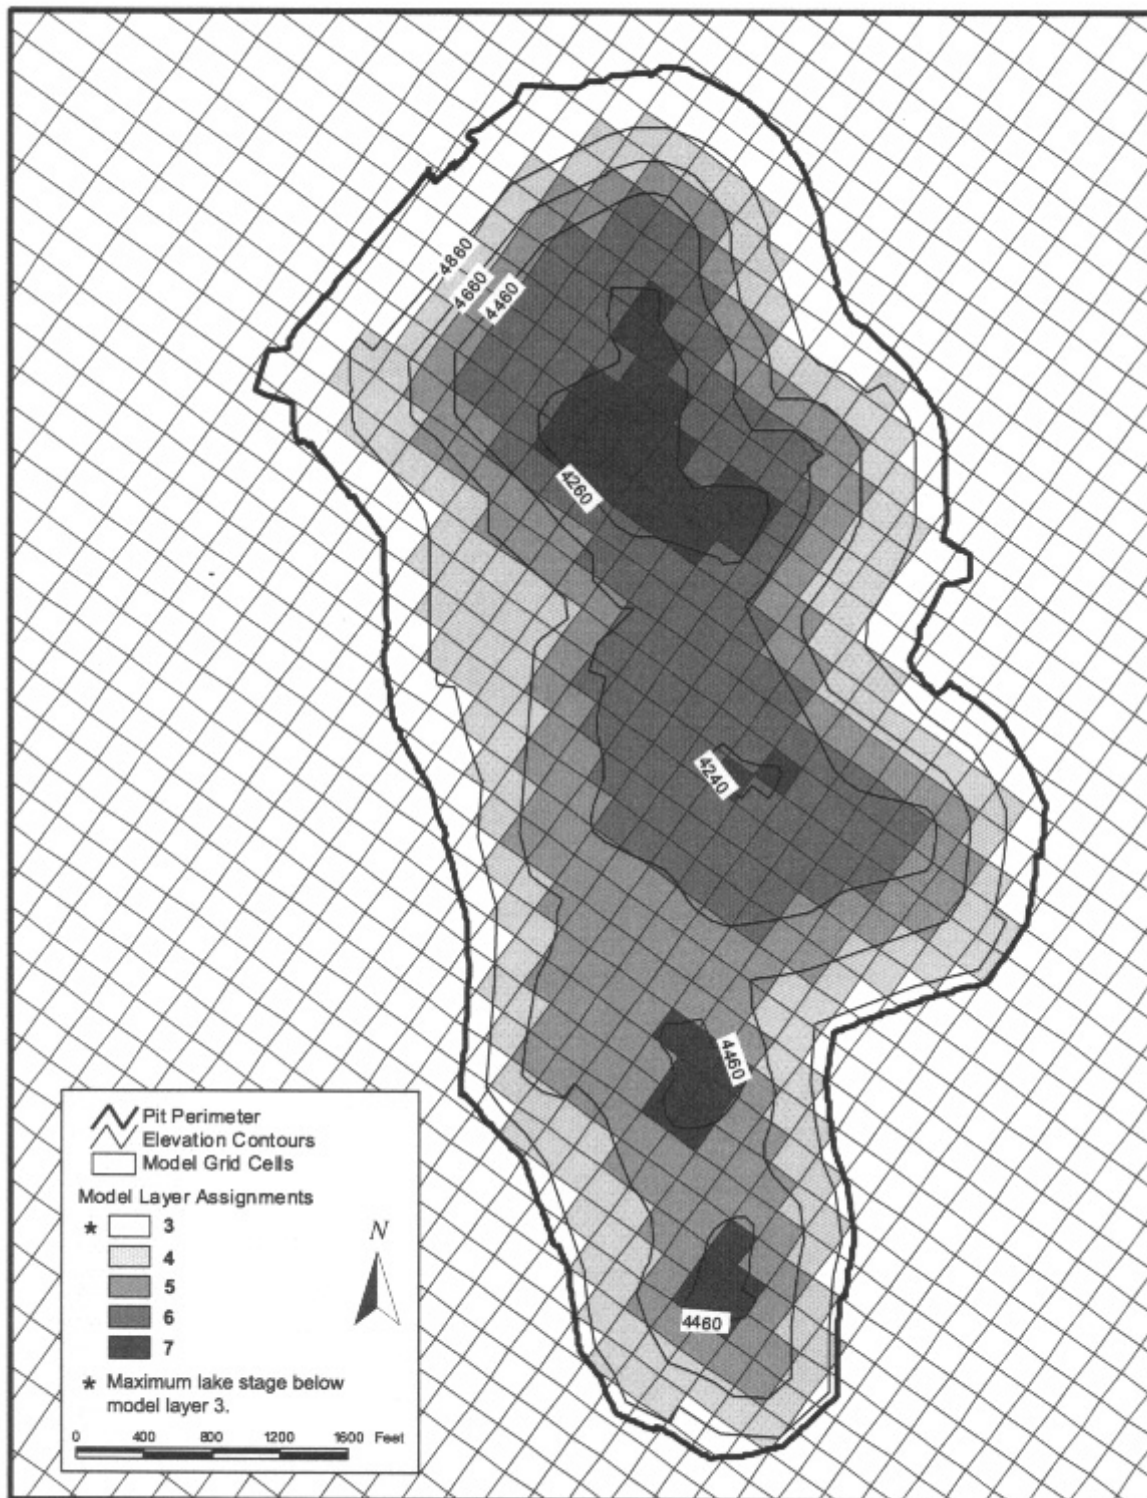 4860
4660
4460
4260
4240
4460
4460
Pit Perimeter
Elevation Contours
Model Grid Cells
Model Layer Assignments
* 3
4
5
6
7
N
* Maximum lake stage below
model layer 3.
0 400 800 1200 1600 Feet